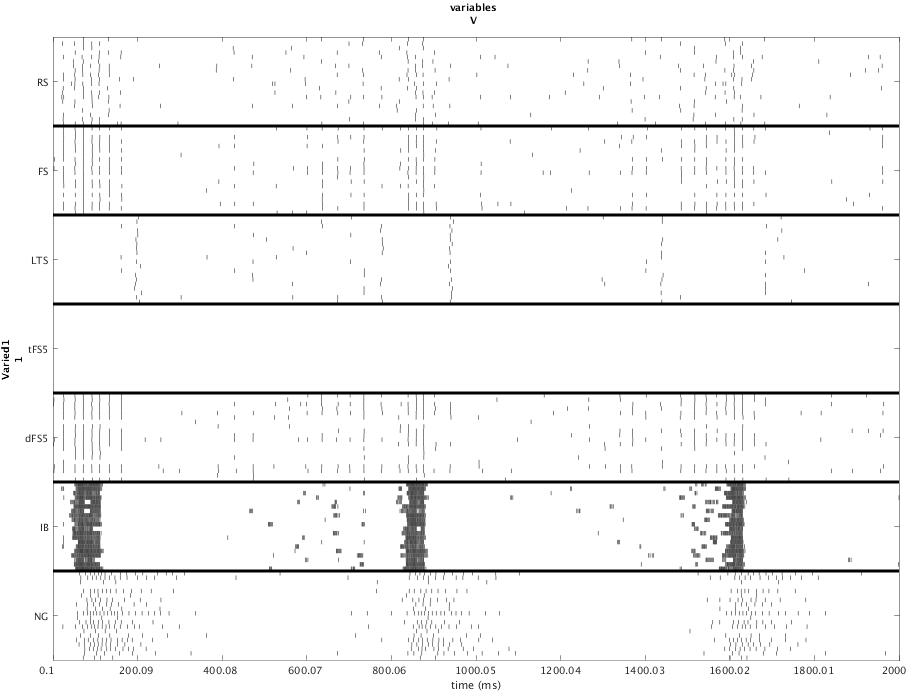 variables
V
RS
FS
LTS
tFS5
dFS5
IB
NG
Varied1
1
0.1 200.09 400.08 600.07 800.06 1000.05 1200.04 1400.03 1600.02 1800.01 2000
time (ms)